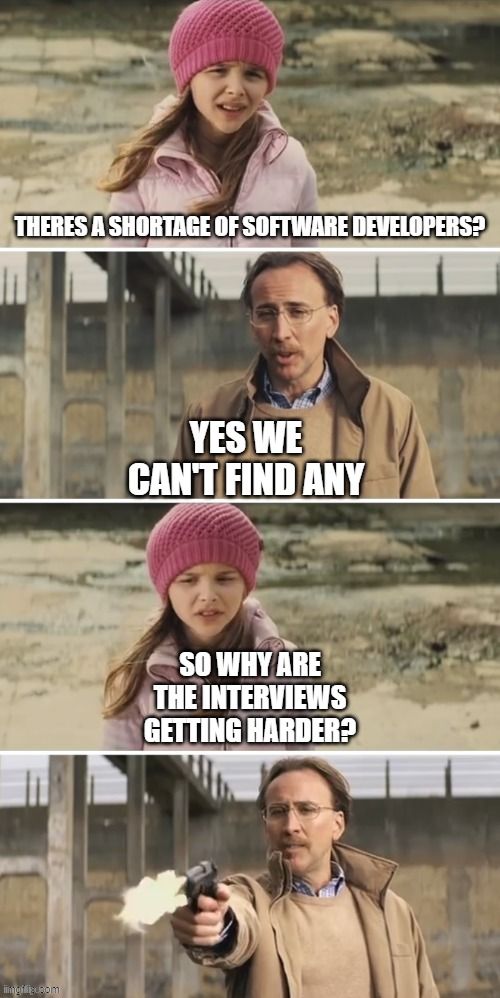 THERES A SHORTAGE OF SOFTWARE DEVELOPERS?
YES WE
CAN'T FIND ANY
SO WHY ARE
THE INTERVIEWS
GETTING HARDER?
imgflip.com